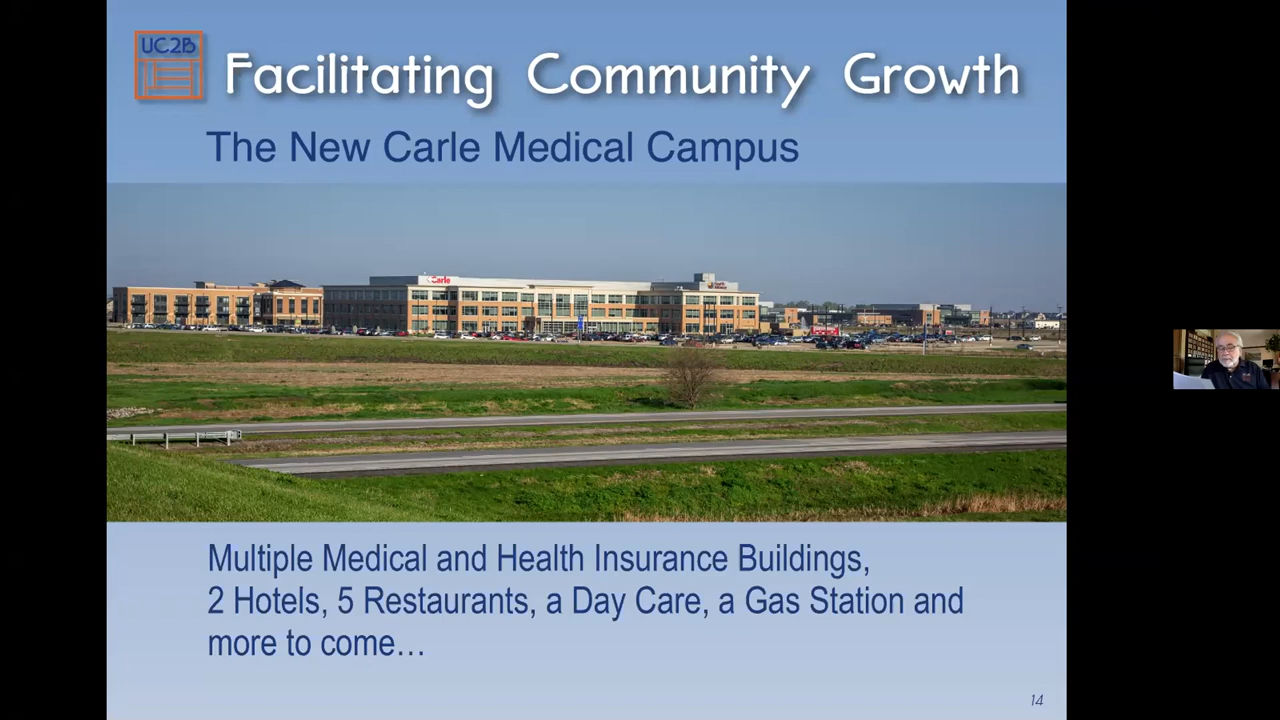 UC2B
Facilitating Community Growth
The New Carle Medical Campus
Carle
Multiple Medical and Health Insurance Buildings,
2 Hotels, 5 Restaurants, a Day Care, a Gas Station and
more to come…
14